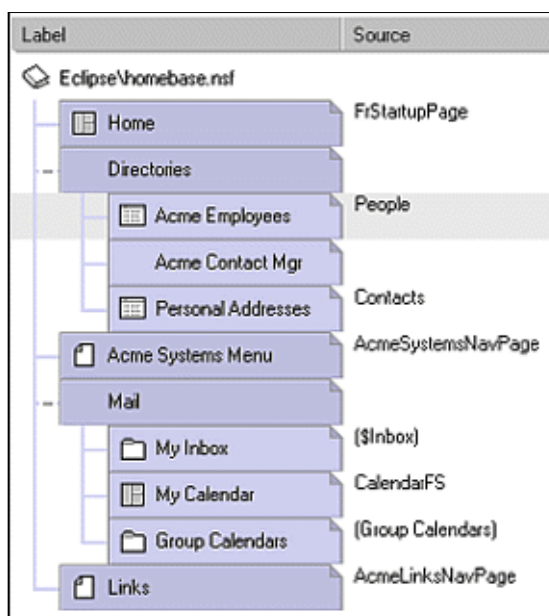 Label Source
Eclipse\homebase.nsf
Home FrStartupPage
Directories
Acme Employees People
Acme Contact Mgr
Personal Addresses Contacts
Acme Systems Menu AcmeSystemsNavPage
Mail
My Inbox ($Inbox)
My Calendar CalendarFS
Group Calendars (Group Calendars)
Links AcmeLinksNavPage